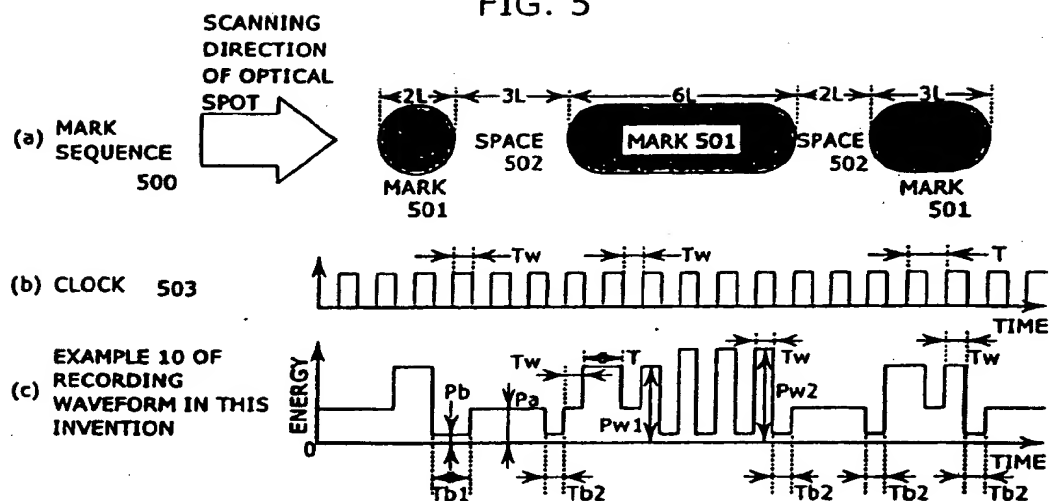 FIG. 5
SCANNING
DIRECTION
OF OPTICAL
SPOT
2L 3L 6L 2L 3L
(a) MARK
SEQUENCE
500
SPACE
502
MARK 501
SPACE
502
MARK
501
MARK
501
Tw Tw T
(b) CLOCK 503
TIME
(c) EXAMPLE 10 OF
RECORDING
WAVEFORM IN THIS
INVENTION
ENERGY
0
Tw T Tw Tw
Pb Pa Pw1 Pw2
TIME
Tb1 Tb2 Tb2 Tb2 Tb2